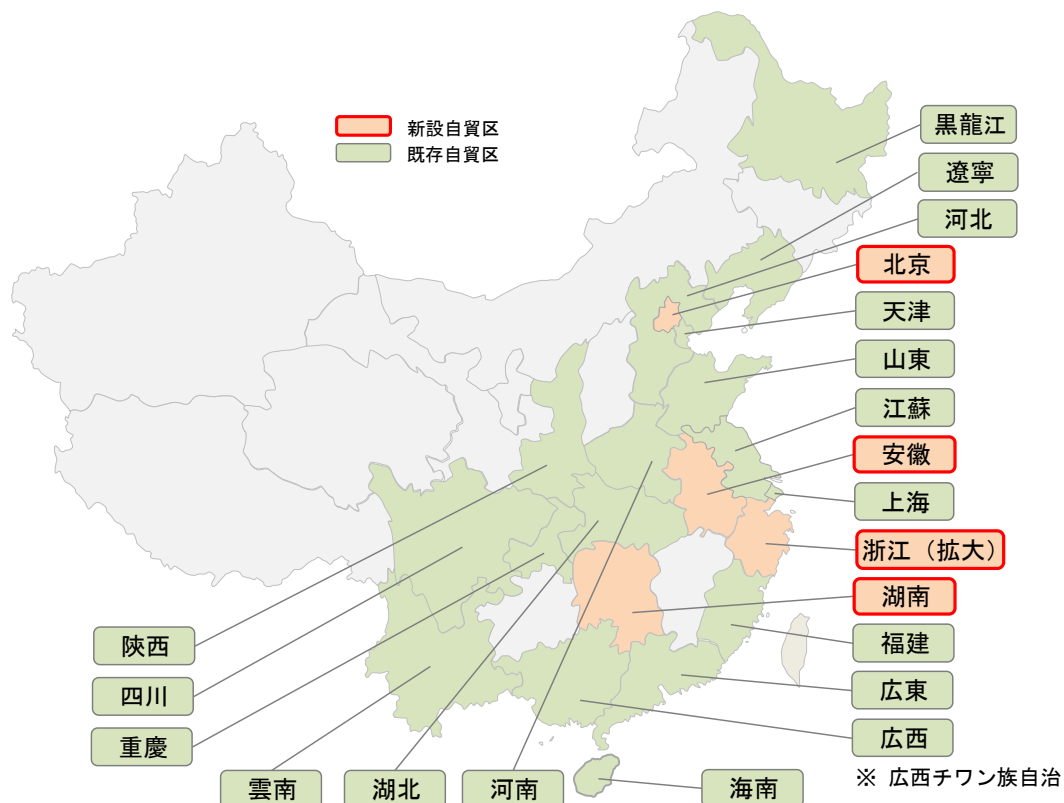 新設自貿区
既存自貿区
黒龍江
遼寧
河北
北京
天津
山東
江蘇
安徽
上海
浙江（拡大）
湖南
福建
広東
広西
※ 広西チワン族自治
陝西
四川
重慶
雲南
湖北
河南
海南